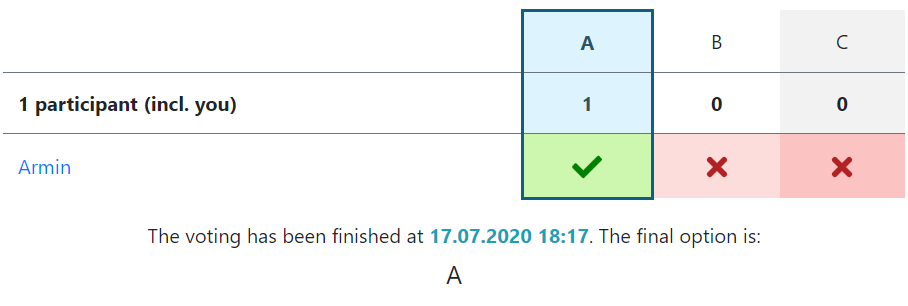 A B C
1 participant (incl. you) 1 0 0
Armin
The voting has been finished at 17.07.2020 18:17. The final option is:
A